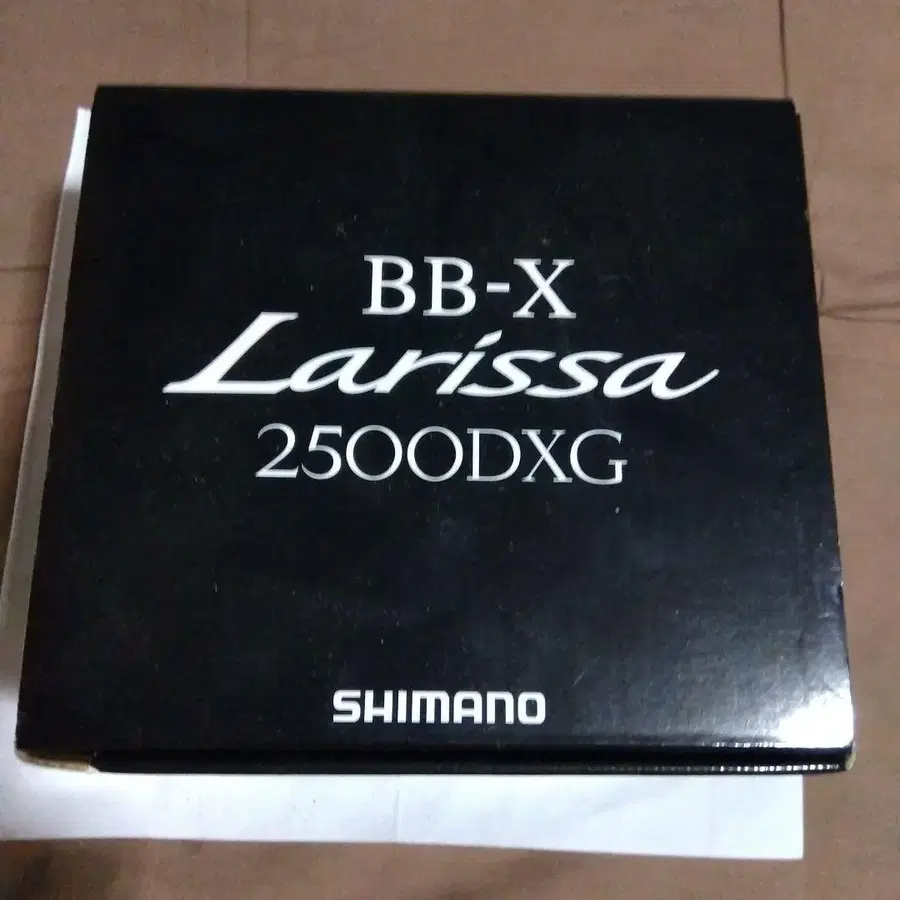 BB-X
Larissa
2500DXG
SHIMANO